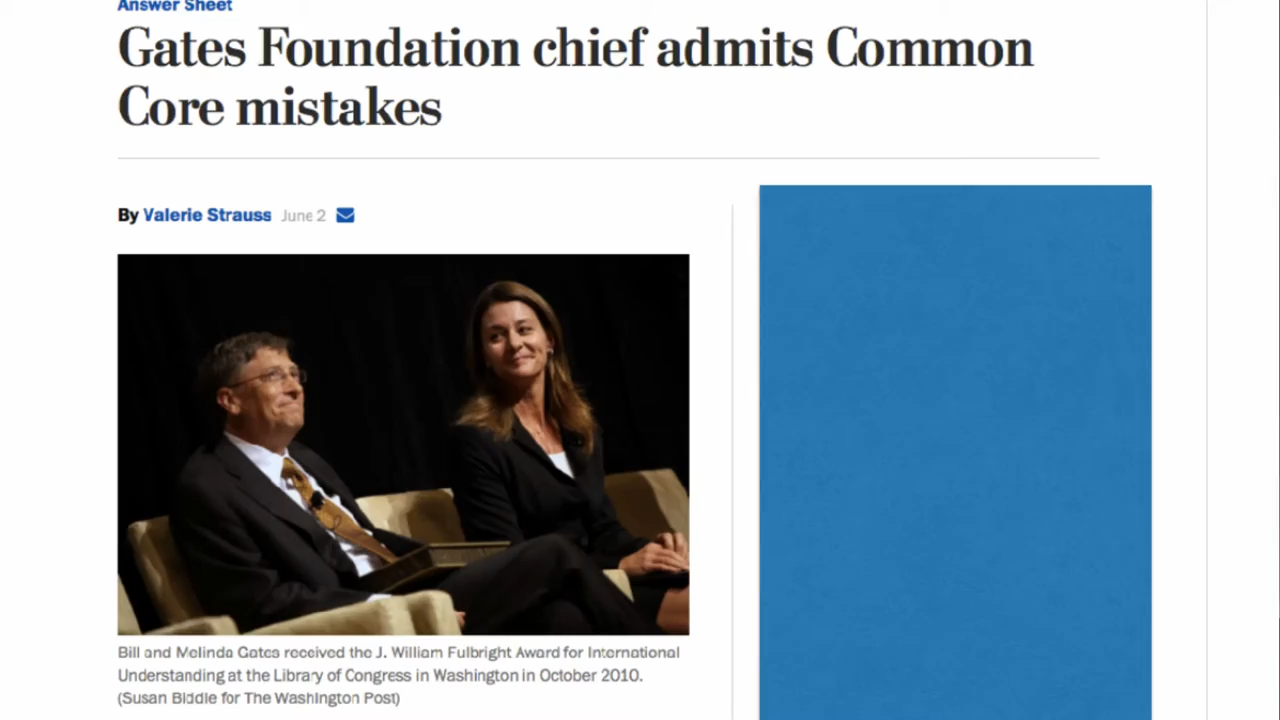 Answer Sheet
Gates Foundation chief admits Common
Core mistakes
By Valerie Strauss June 2
Bill and Melinda Gates received the J. William Fulbright Award for International
Understanding at the Library of Congress in Washington in October 2010.
(Susan Biddle for The Washington Post)